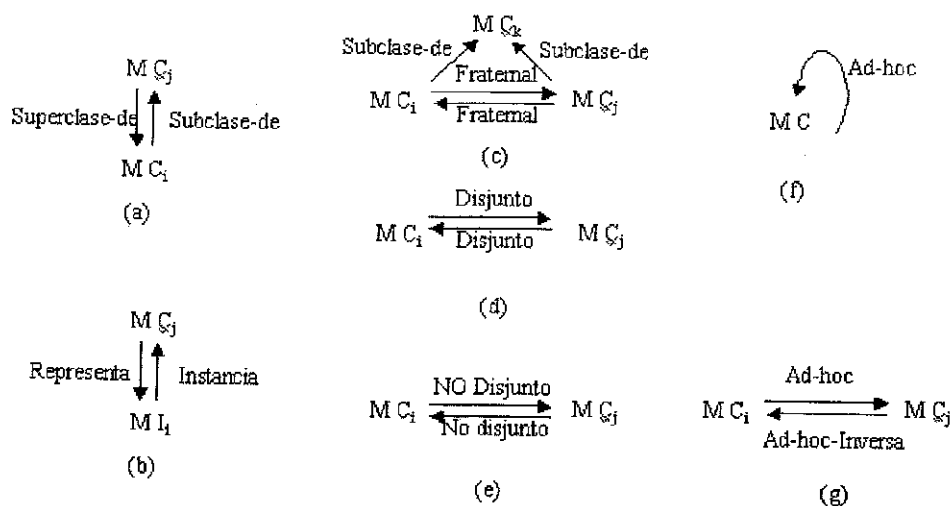 M Cj
Superclase-de Subclase-de
M Ci
(a)
M Cj
Representa Instancia
M Ii
(b)
M Ck
Subclase-de Subclase-de
Fraternal
M Ci M Cj
Fraternal
(c)
Disjunto
M Ci M Cj
Disjunto
(d)
NO Disjunto
M Ci M Cj
No disjunto
(e)
Ad-hoc
M C
(f)
Ad-hoc
M Ci M Cj
Ad-hoc-Inversa
(g)